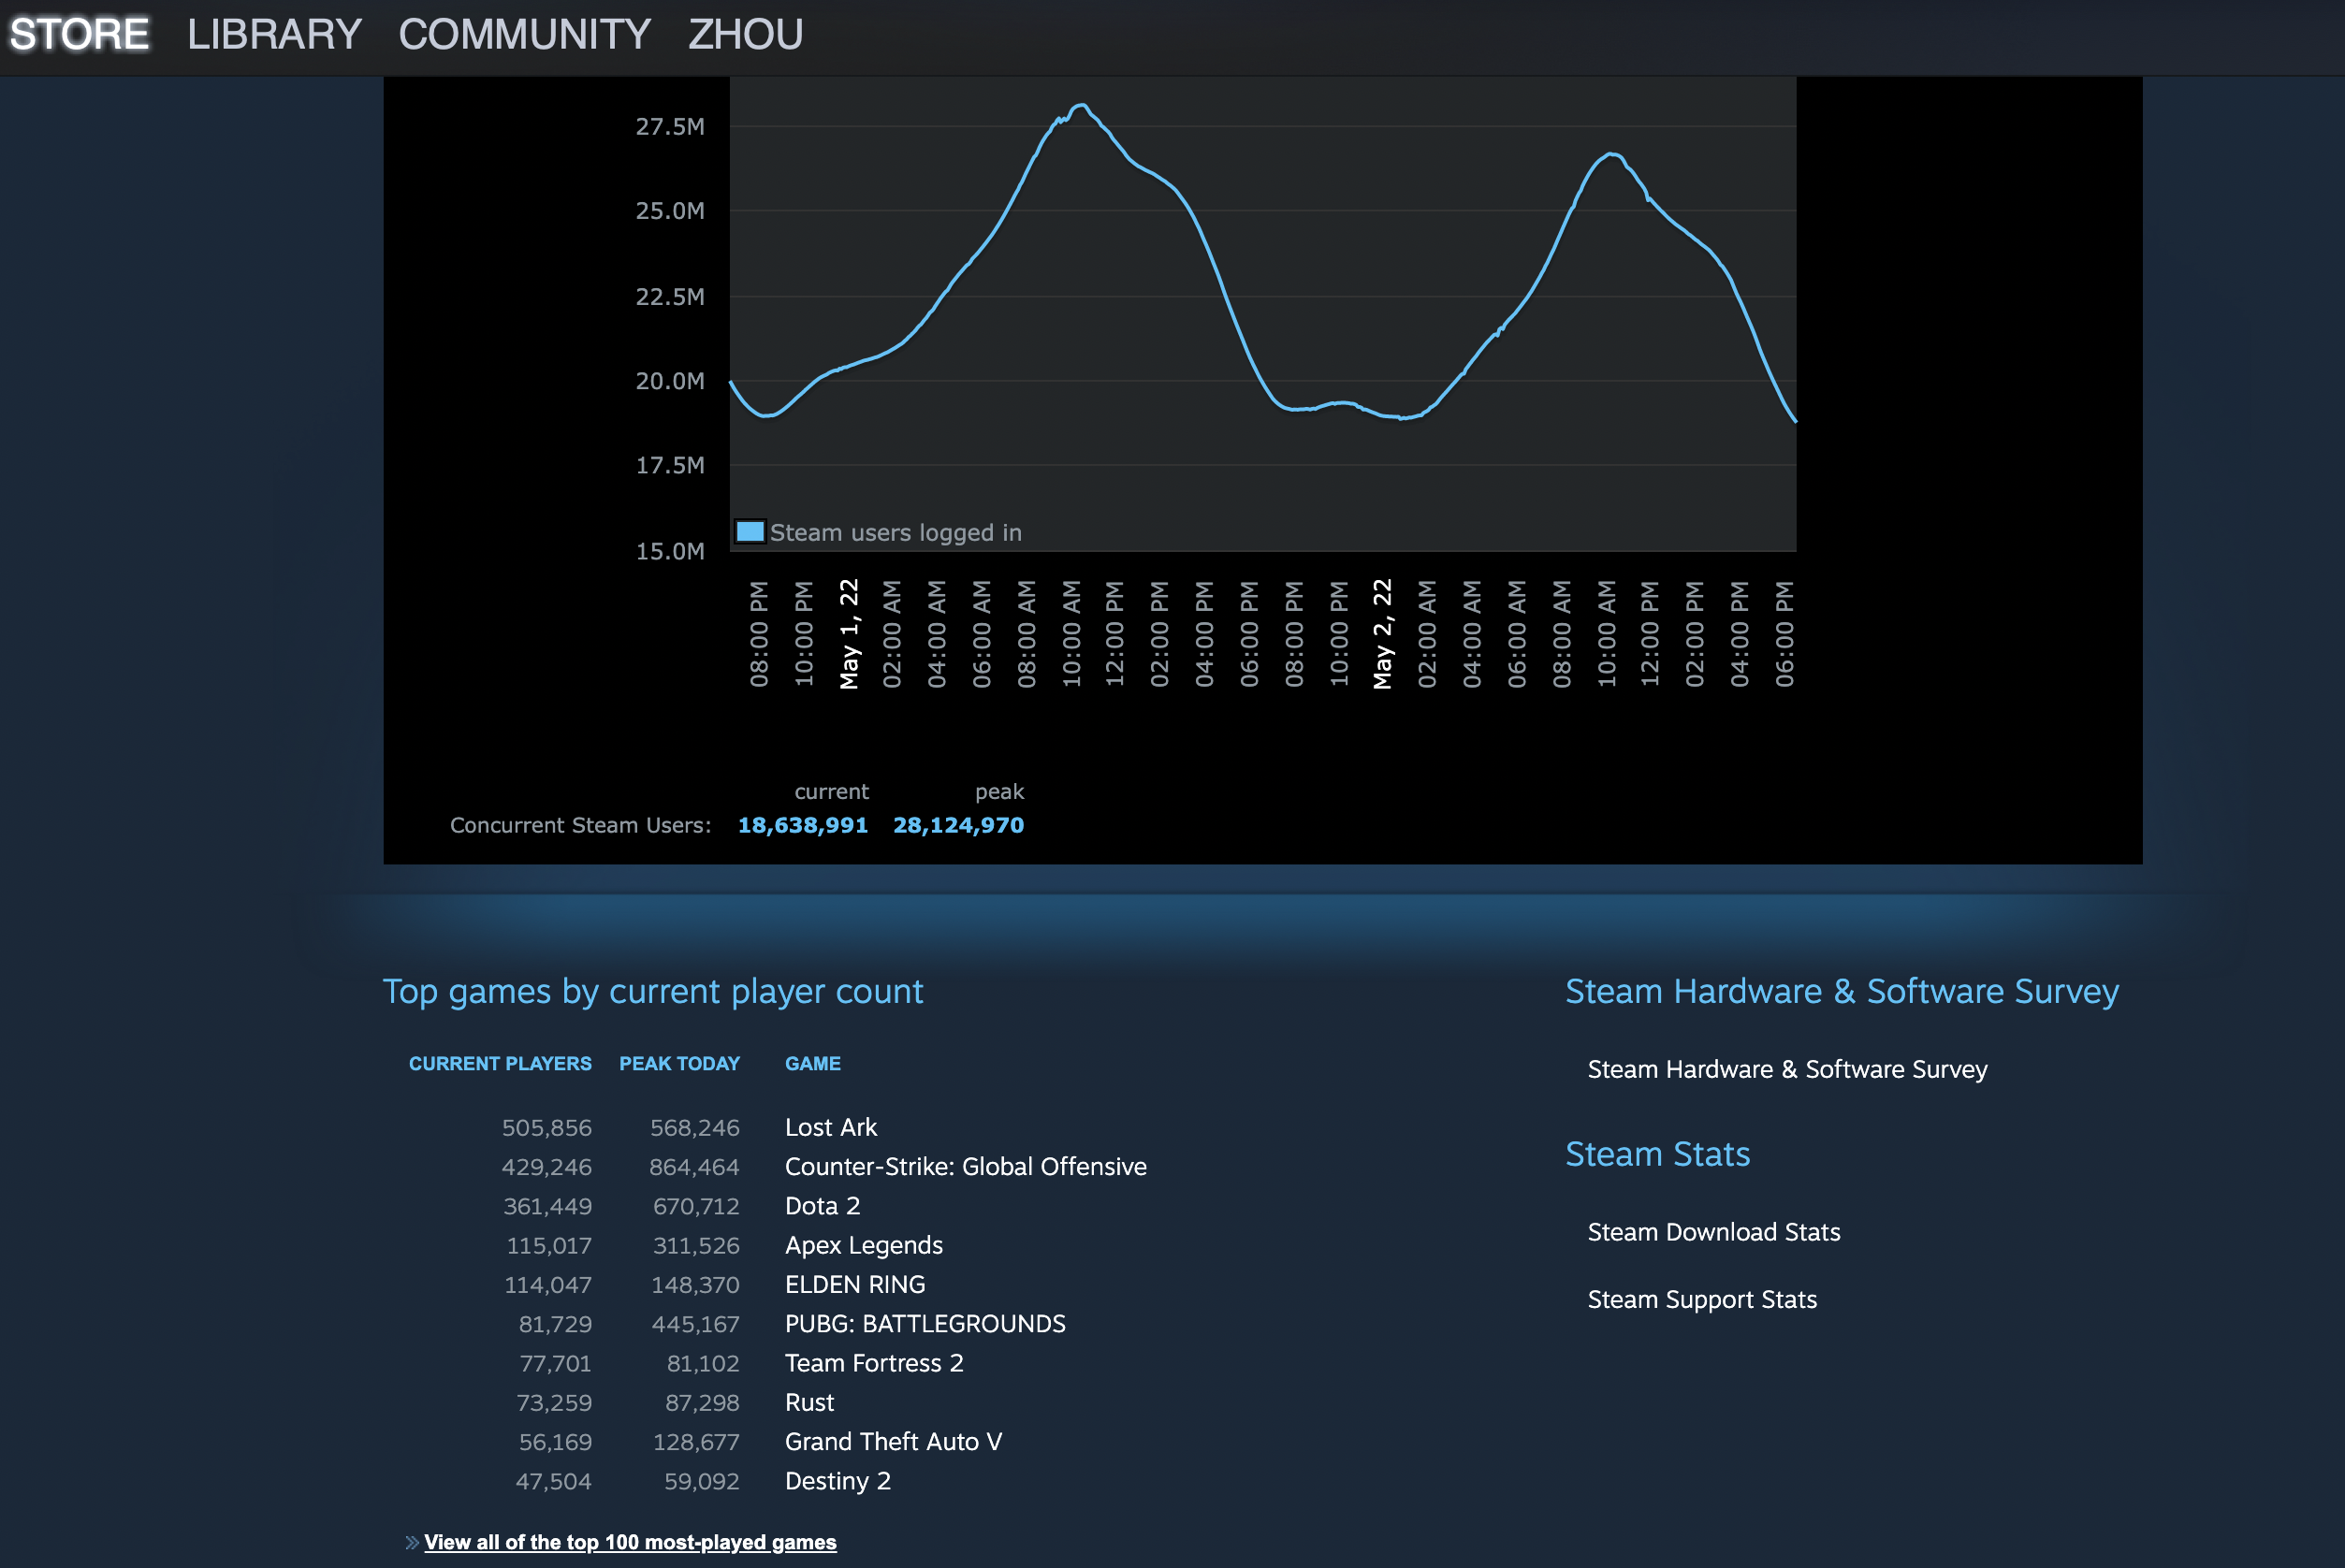 STORE LIBRARY COMMUNITY ZHOU
27.5M
25.0M
22.5M
20.0M
17.5M
15.0M
Steam users logged in
08:00 PM 10:00 PM May 1, 22 02:00 AM 04:00 AM 06:00 AM 08:00 AM 10:00 AM 12:00 PM 02:00 PM 04:00 PM 06:00 PM 08:00 PM 10:00 PM May 2, 22 02:00 AM 04:00 AM 06:00 AM 08:00 AM 10:00 AM 12:00 PM 02:00 PM 04:00 PM 06:00 PM
current peak
Concurrent Steam Users: 18,638,991 28,124,970
Top games by current player count
CURRENT PLAYERS PEAK TODAY GAME
505,856 568,246 Lost Ark
429,246 864,464 Counter-Strike: Global Offensive
361,449 670,712 Dota 2
115,017 311,526 Apex Legends
114,047 148,370 ELDEN RING
81,729 445,167 PUBG: BATTLEGROUNDS
77,701 81,102 Team Fortress 2
73,259 87,298 Rust
56,169 128,677 Grand Theft Auto V
47,504 59,092 Destiny 2
» View all of the top 100 most-played games
Steam Hardware & Software Survey
Steam Hardware & Software Survey
Steam Stats
Steam Download Stats
Steam Support Stats